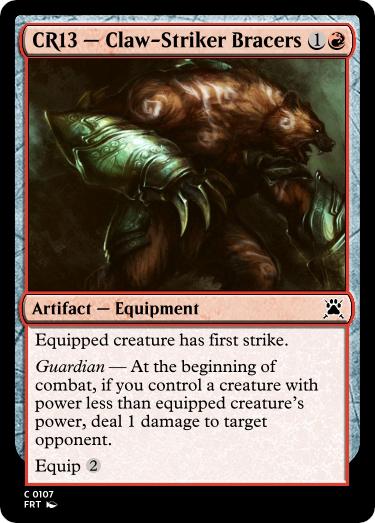 CR13 — Claw-Striker Bracers 1
Artifact — Equipment
Equipped creature has first strike.
Guardian — At the beginning of
combat, if you control a creature with
power less than equipped creature's
power, deal 1 damage to target
opponent.
Equip 2
C 0107
FRT